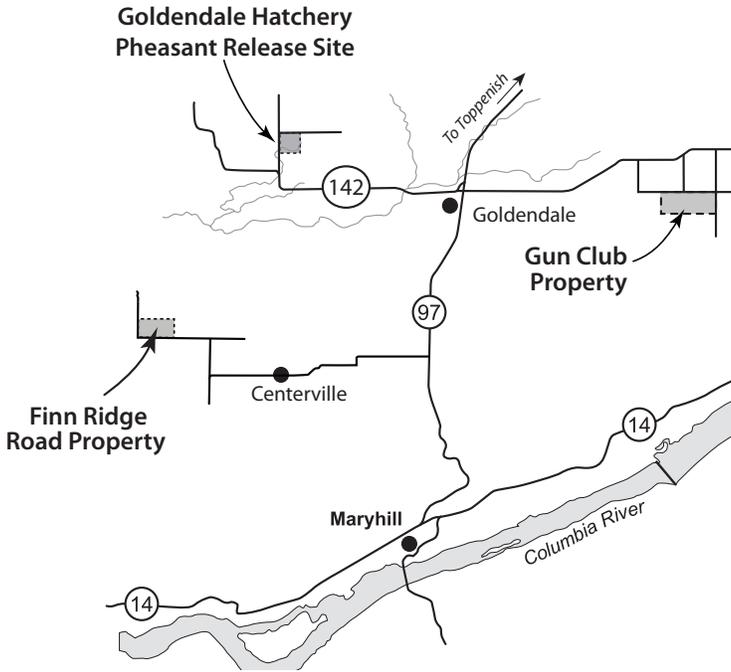 Goldendale Hatchery
Pheasant Release Site
To Toppenish
142
Goldendale
Gun Club
Property
97
Centerville
Finn Ridge
Road Property
14
Maryhill
Columbia River
14